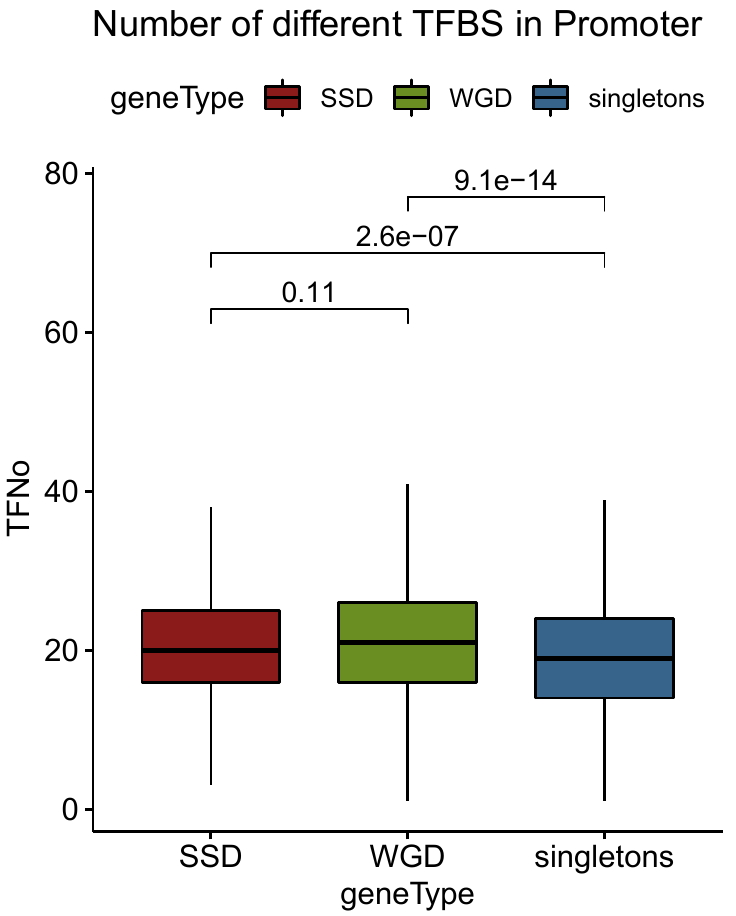 Number of different TFBS in Promoter
geneType SSD WGD singletons
80
9.1e−14
2.6e−07
0.11
60
40
TFNo
20
0
SSD WGD singletons
geneType